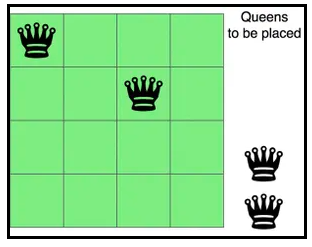 Queens
to be placed